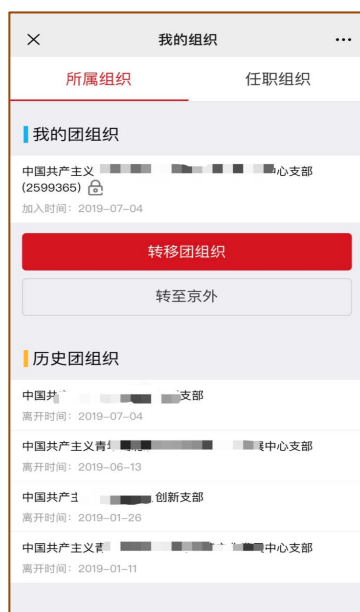 我的组织
所属组织 任职组织
我的团组织
中国共产主义 心支部
(2599365)
加入时间：2019-07-04
转移团组织
转至京外
历史团组织
中国共 支部
离开时间：2019-07-04
中国共产主义青 中心支部
离开时间：2019-06-13
中国共产主 创新支部
离开时间：2019-01-26
中国共产主义青 中心支部
离开时间：2019-01-11